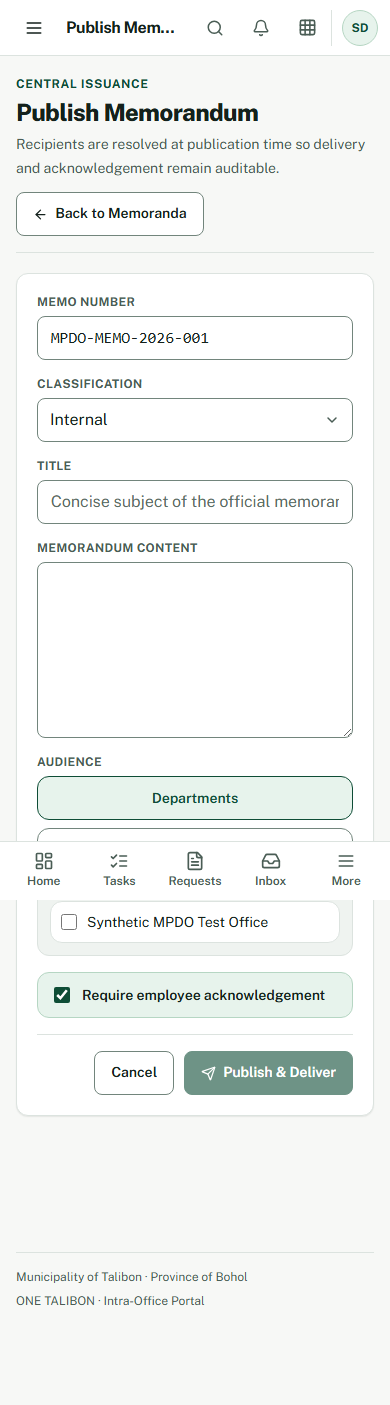 Publish Mem...
SD
CENTRAL ISSUANCE
Publish Memorandum
Recipients are resolved at publication time so delivery
and acknowledgement remain auditable.
Back to Memoranda
MEMO NUMBER
MPDO-MEMO-2026-001
CLASSIFICATION
Internal
TITLE
Concise subject of the official memorar
MEMORANDUM CONTENT
AUDIENCE
Departments
Home Tasks Requests Inbox More
Synthetic MPDO Test Office
Require employee acknowledgement
Cancel Publish & Deliver
Municipality of Talibon · Province of Bohol
ONE TALIBON · Intra-Office Portal